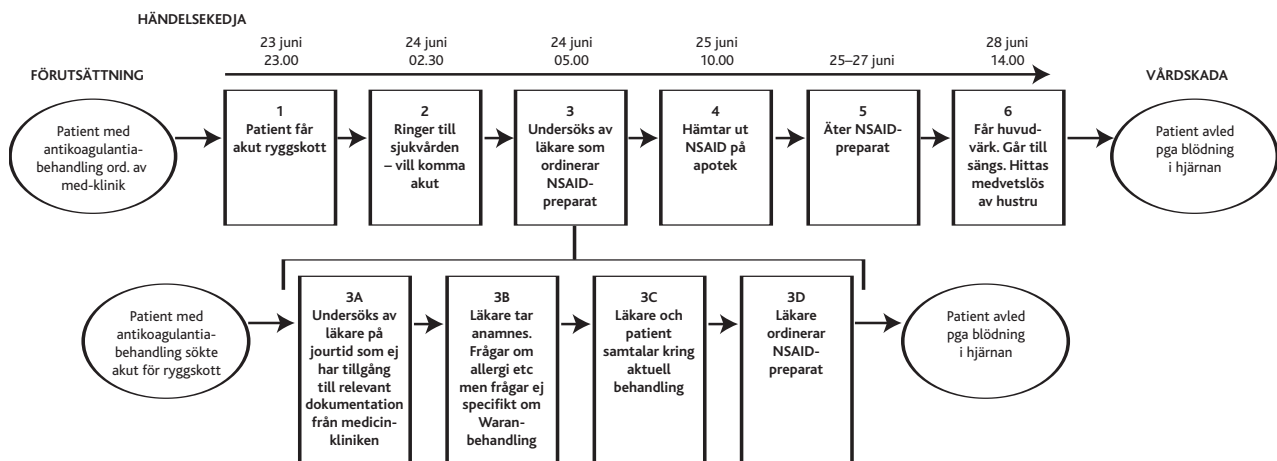 HÄNDELSEKEDJA
23 juni
23.00
24 juni
02.30
24 juni
05.00
25 juni
10.00
25–27 juni
28 juni
14.00
FÖRUTSÄTTNING
VÅRDSKADA
Patient med
antikoagulantia-
behandling ord. av
med-klinik
1
Patient får
akut ryggskott
2
Ringer till
sjukvården
– vill komma
akut
3
Undersöks av
läkare som
ordinerar
NSAID-
preparat
4
Hämtar ut
NSAID på
apotek
5
Äter NSAID-
preparat
6
Får huvud-
värk. Går till
sängs. Hittas
medvetslös
av hustru
Patient avled
pga blödning
i hjärnan
Patient med
antikoagulantia-
behandling sökte
akut för ryggskott
3A
Undersöks av
läkare på
jourtid som ej
har tillgång
till relevant
dokumentation
från medicin-
kliniken
3B
Läkare tar
anamnes.
Frågar om
allergi etc
men frågar ej
specifikt om
Waran-
behandling
3C
Läkare och
patient
samtalar kring
aktuell
behandling
3D
Läkare
ordinerar
NSAID-
preparat
Patient avled
pga blödning
i hjärnan